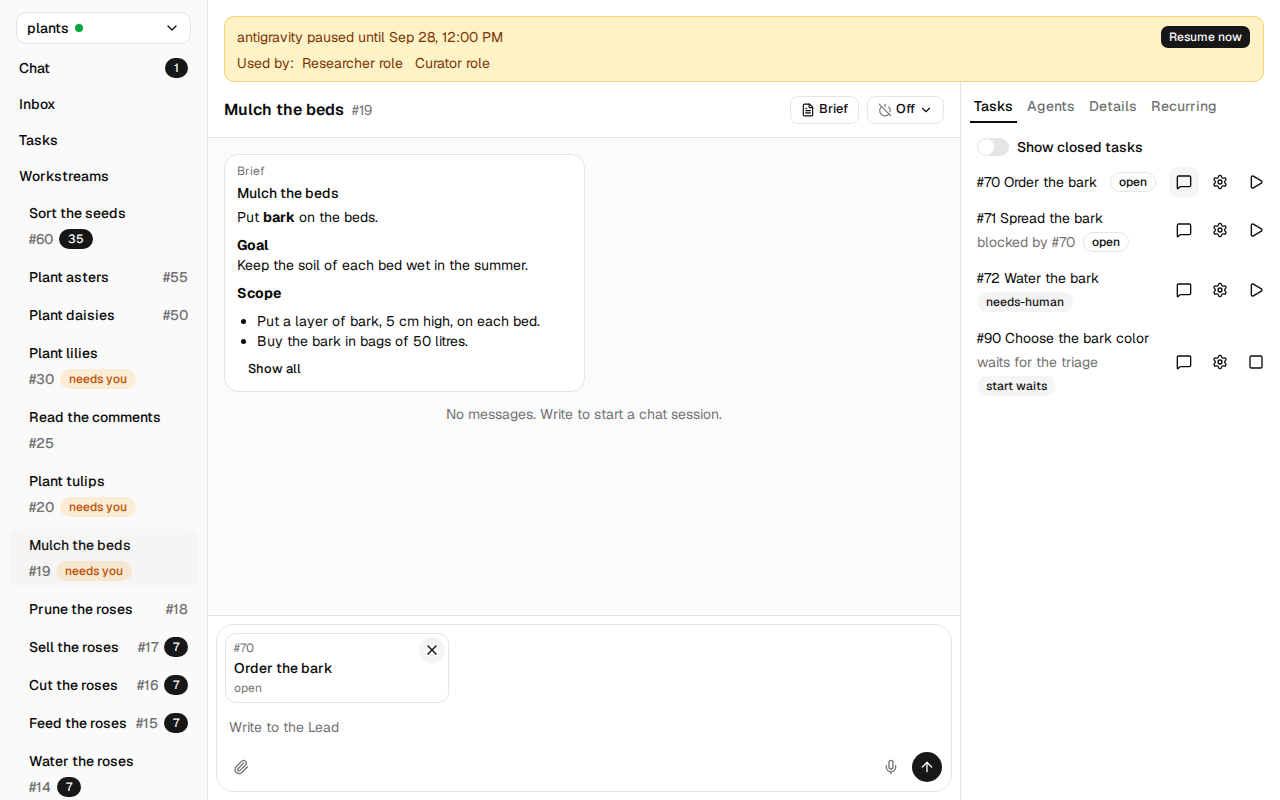 plants
Chat 1
Inbox
Tasks
Workstreams
Sort the seeds
#60 35
Plant asters #55
Plant daisies #50
Plant lilies
#30 needs you
Read the comments
#25
Plant tulips
#20 needs you
Mulch the beds
#19 needs you
Prune the roses #18
Sell the roses #17 7
Cut the roses #16 7
Feed the roses #15 7
Water the roses
#14 7
antigravity paused until Sep 28, 12:00 PM
Resume now
Used by: Researcher role Curator role
Mulch the beds #19
Brief
Off
Brief
Mulch the beds
Put bark on the beds.
Goal
Keep the soil of each bed wet in the summer.
Scope
• Put a layer of bark, 5 cm high, on each bed.
• Buy the bark in bags of 50 litres.
Show all
No messages. Write to start a chat session.
#70
Order the bark
open
Write to the Lead
Tasks Agents Details Recurring
Show closed tasks
#70 Order the bark open
#71 Spread the bark
blocked by #70 open
#72 Water the bark
needs-human
#90 Choose the bark color
waits for the triage
start waits